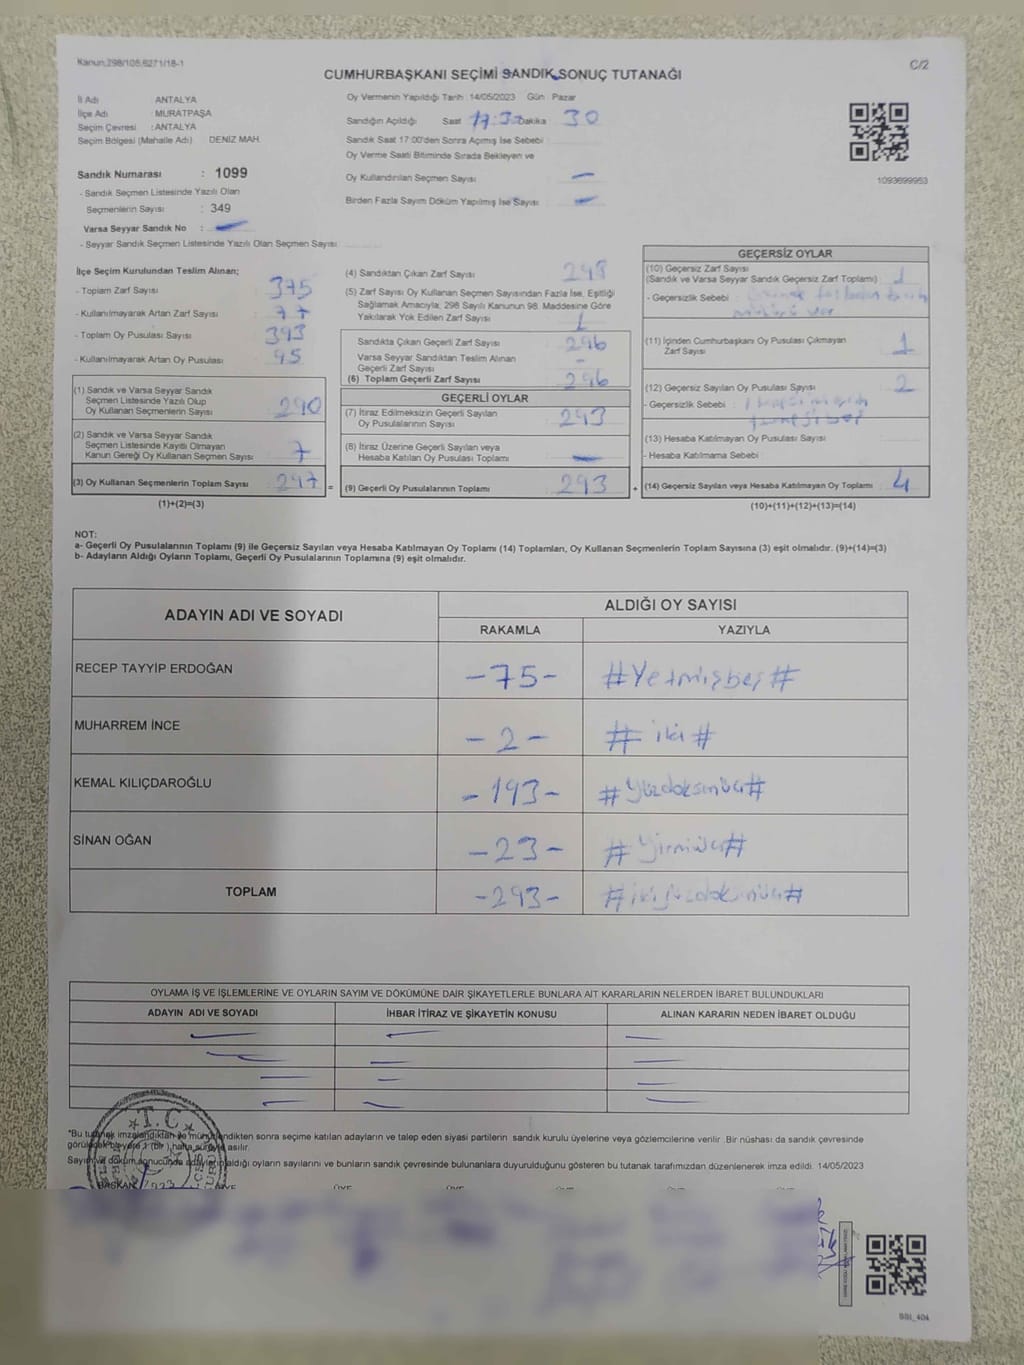 Kanun,298/105,6271/18-1
C/2
CUMHURBAŞKANI SEÇİMİ SANDIK SONUÇ TUTANAĞI
İl Adı ANTALYA
İlçe Adı MURATPAŞA
Seçim Çevresi : ANTALYA
Seçim Bölgesi (Mahalle Adı) DENİZ MAH.
Oy Vermenin Yapıldığı Tarih : 14/05/2023 Gün : Pazar
Sandığın Açıldığı Saat Dakika 30
Sandık Saat 17:00'den Sonra Açımış İse Sebebi
Oy Verme Saati Bitiminde Sırada Bekleyen ve
Oy Kullandırılan Seçmen Sayısı —
Birden Fazla Sayım Döküm Yapılmış İse Sayısı —
1093699953
Sandık Numarası : 1099
- Sandık Seçmen Listesinde Yazılı Olan
Seçmenlerin Sayısı : 349
Varsa Seyyar Sandık No : —
- Seyyar Sandık Seçmen Listesinde Yazılı Olan Seçmen Sayısı
İlçe Seçim Kurulundan Teslim Alınan;
- Toplam Zarf Sayısı 375
- Kullanılmayarak Artan Zarf Sayısı 77
- Toplam Oy Pusulası Sayısı 393
- Kullanılmayarak Artan Oy Pusulası 95
(1) Sandık ve Varsa Seyyar Sandık
Seçmen Listesinde Yazılı Olup
Oy Kullanan Seçmenlerin Sayısı 290
(2) Sandık ve Varsa Seyyar Sandık
Seçmen Listesinde Kayıtlı Olmayan
Kanun Gereği Oy Kullanan Seçmen Sayısı 7
(3) Oy Kullanan Seçmenlerin Toplam Sayısı 297 =
(1)+(2)=(3)
(4) Sandıktan Çıkan Zarf Sayısı 298
(5) Zarf Sayısı Oy Kullanan Seçmen Sayısından Fazla İse, Eşitliği
Sağlamak Amacıyla, 298 Sayılı Kanunun 98. Maddesine Göre
Yakılarak Yok Edilen Zarf Sayısı 1
Sandıkta Çıkan Geçerli Zarf Sayısı 296
Varsa Seyyar Sandıktan Teslim Alınan
Geçerli Zarf Sayısı –
(6) Toplam Geçerli Zarf Sayısı 296
GEÇERLİ OYLAR
(7) İtiraz Edilmeksizin Geçerli Sayılan
Oy Pusulasının Sayısı 293
(8) İtiraz Üzerine Geçerli Sayılan veya
Hesaba Katılan Oy Pusulası Toplamı —
(9) Geçerli Oy Pusulalarının Toplamı 293 +
GEÇERSİZ OYLAR
(10) Geçersiz Zarf Sayısı
(Sandık ve Varsa Seyyar Sandık Geçersiz Zarf Toplamı) 1
- Geçersizlik Sebebi :
(11) İçinden Cumhurbaşkanı Oy Pusulası Çıkmayan
Zarf Sayısı 1
(12) Geçersiz Sayılan Oy Pusulası Sayısı 2
- Geçersizlik Sebebi :
(13) Hesaba Katılmayan Oy Pusulası Sayısı
- Hesaba Katılmama Sebebi
(14) Geçersiz Sayılan veya Hesaba Katılmayan Oy Toplamı : 4
(10)+(11)+(12)+(13)=(14)
NOT:
a- Geçerli Oy Pusulalarının Toplamı (9) ile Geçersiz Sayılan veya Hesaba Katılmayan Oy Toplamı (14) Toplamları, Oy Kullanan Seçmenlerin Toplam Sayısına (3) eşit olmalıdır. (9)+(14)=(3)
b- Adayların Aldığı Oyların Toplamı, Geçerli Oy Pusulalarının Toplamına (9) eşit olmalıdır.
ADAYIN ADI VE SOYADI
ALDIĞI OY SAYISI
RAKAMLA YAZIYLA
RECEP TAYYİP ERDOĞAN -75- #Yetmişbeş#
MUHARREM İNCE -2- #iki#
KEMAL KILIÇDAROĞLU -193- #Yüzdoksanüç#
SİNAN OĞAN -23- #Yirmiüç#
TOPLAM -293- #ikiyüzdoksanüç#
OYLAMA İŞ VE İŞLEMLERİNE VE OYLARIN SAYIM VE DÖKÜMÜNE DAİR ŞİKAYETLERLE BUNLARA AİT KARARLARIN NELERDEN İBARET BULUNDUKLARI
ADAYIN ADI VE SOYADI İHBAR İTİRAZ VE ŞİKAYETİN KONUSU ALINAN KARARIN NEDEN İBARET OLDUĞU
T.C
*Bu tutanak imzalandıktan ve mühürlendikten sonra seçime katılan adayların ve talep eden siyasi partilerin sandık kurulu üyelerine veya gözlemcilerine verilir. Bir nüshası da sandık çevresinde
görülecek bir yere 1 (bir) hafta süreyle asılır.
Sayım ve döküm sonucunda adayların aldığı oyların sayılarını ve bunların sandık çevresinde bulunanlara duyurulduğunu gösteren bu tutanak tarafımızdan düzenlenerek imza edildi. 14/05/2023
BAŞKAN ÜYE ÜYE ÜYE ÜYE ÜYE